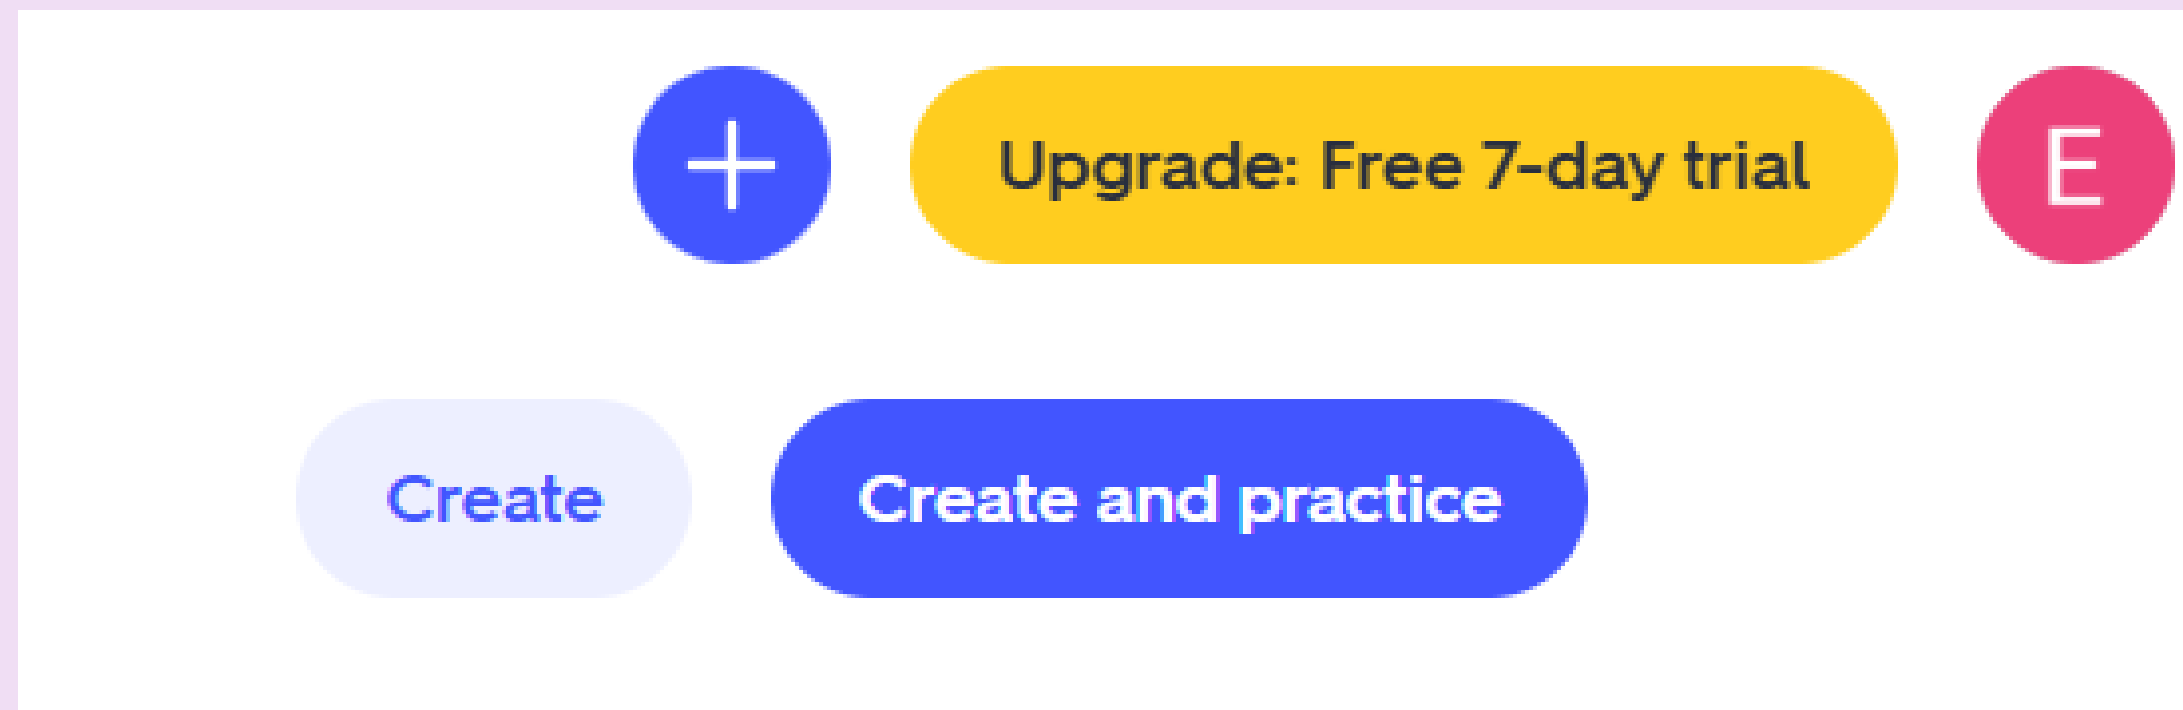 + Upgrade: Free 7-day trial E
Create Create and practice